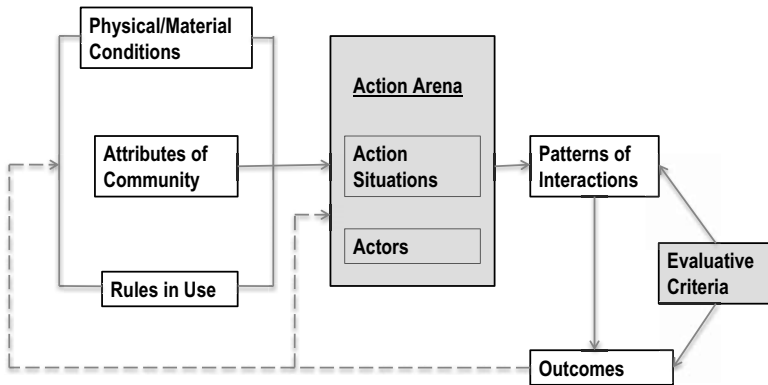 Physical/Material
Conditions
Attributes of
Community
Rules in Use
Action Arena
Action
Situations
Actors
Patterns of
Interactions
Evaluative
Criteria
Outcomes